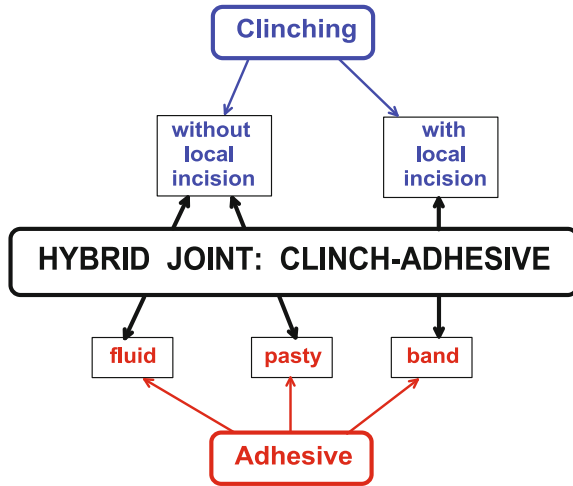 Clinching
without
local
incision
with
local
incision
HYBRID JOINT: CLINCH-ADHESIVE
fluid
pasty
band
Adhesive